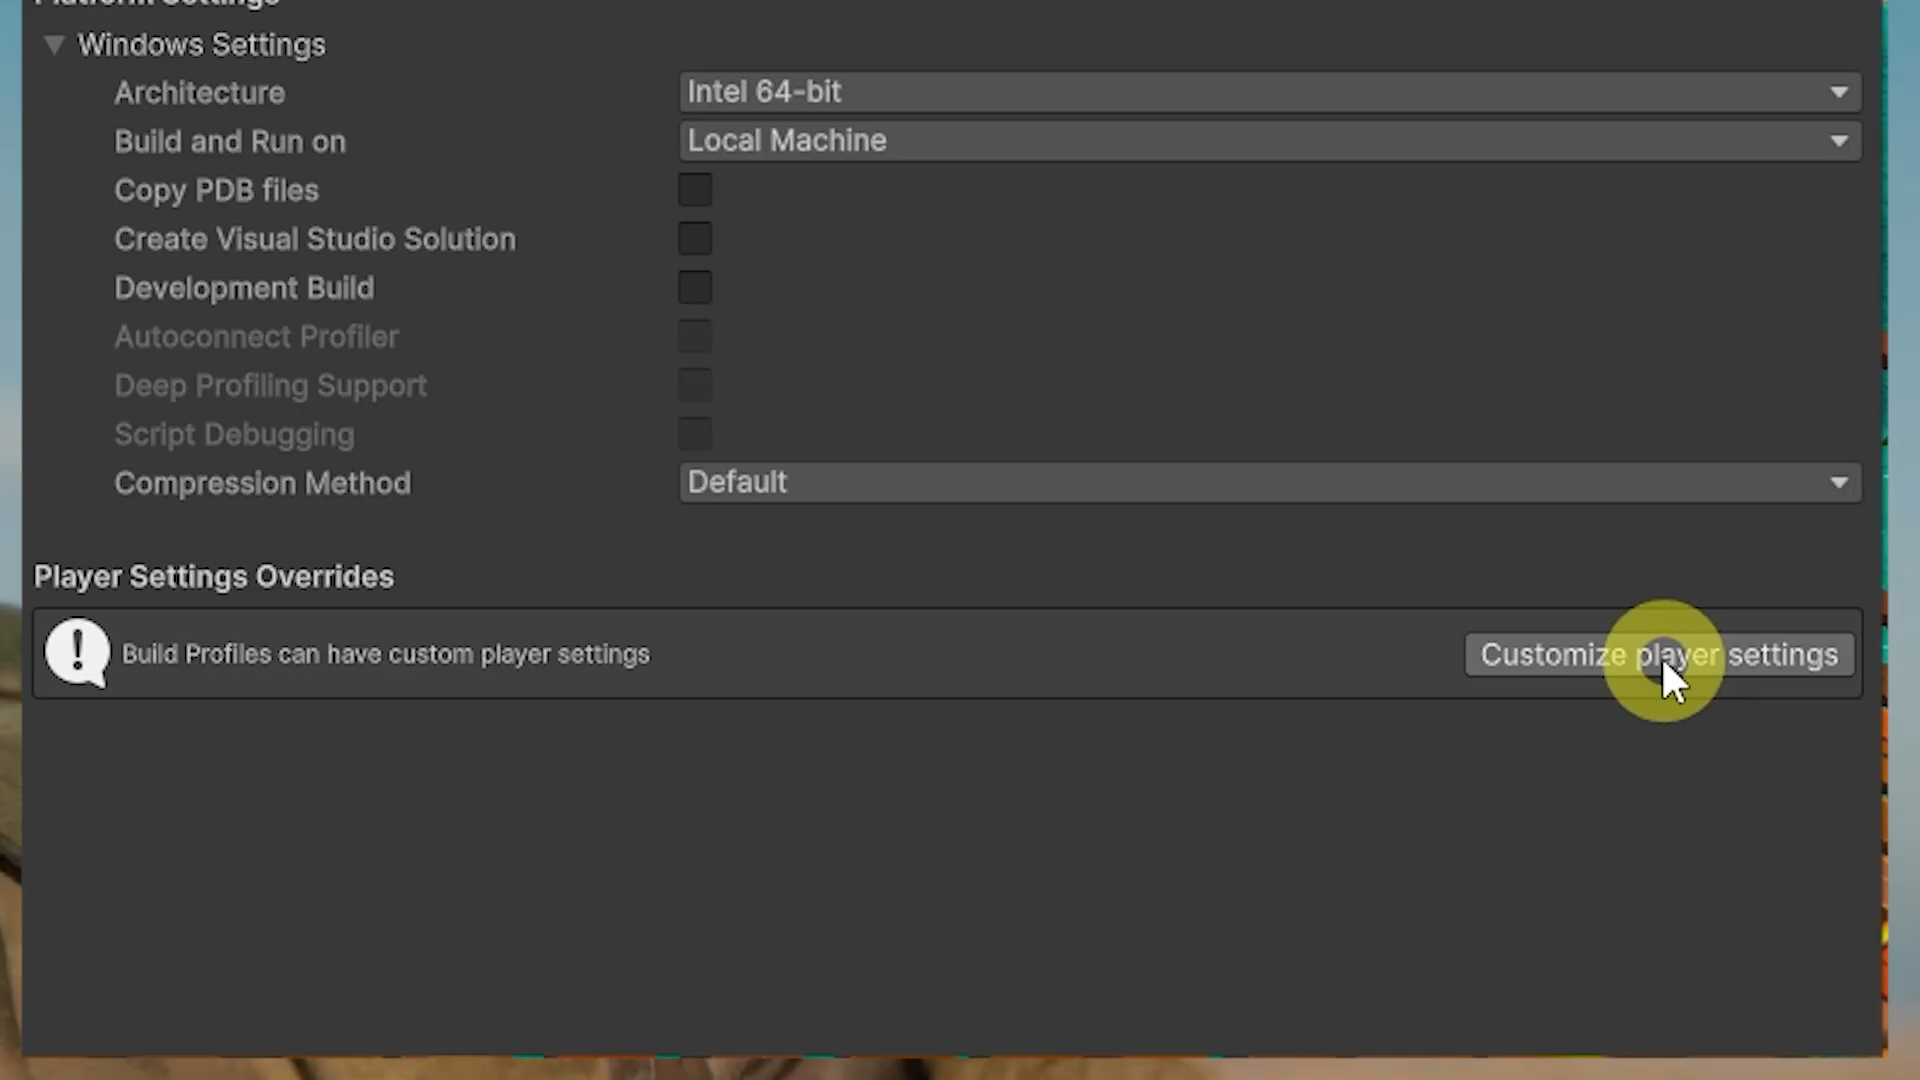 Platform Settings
Windows Settings
Architecture Intel 64-bit
Build and Run on Local Machine
Copy PDB files
Create Visual Studio Solution
Development Build
Autoconnect Profiler
Deep Profiling Support
Script Debugging
Compression Method Default
Player Settings Overrides
Build Profiles can have custom player settings Customize player settings